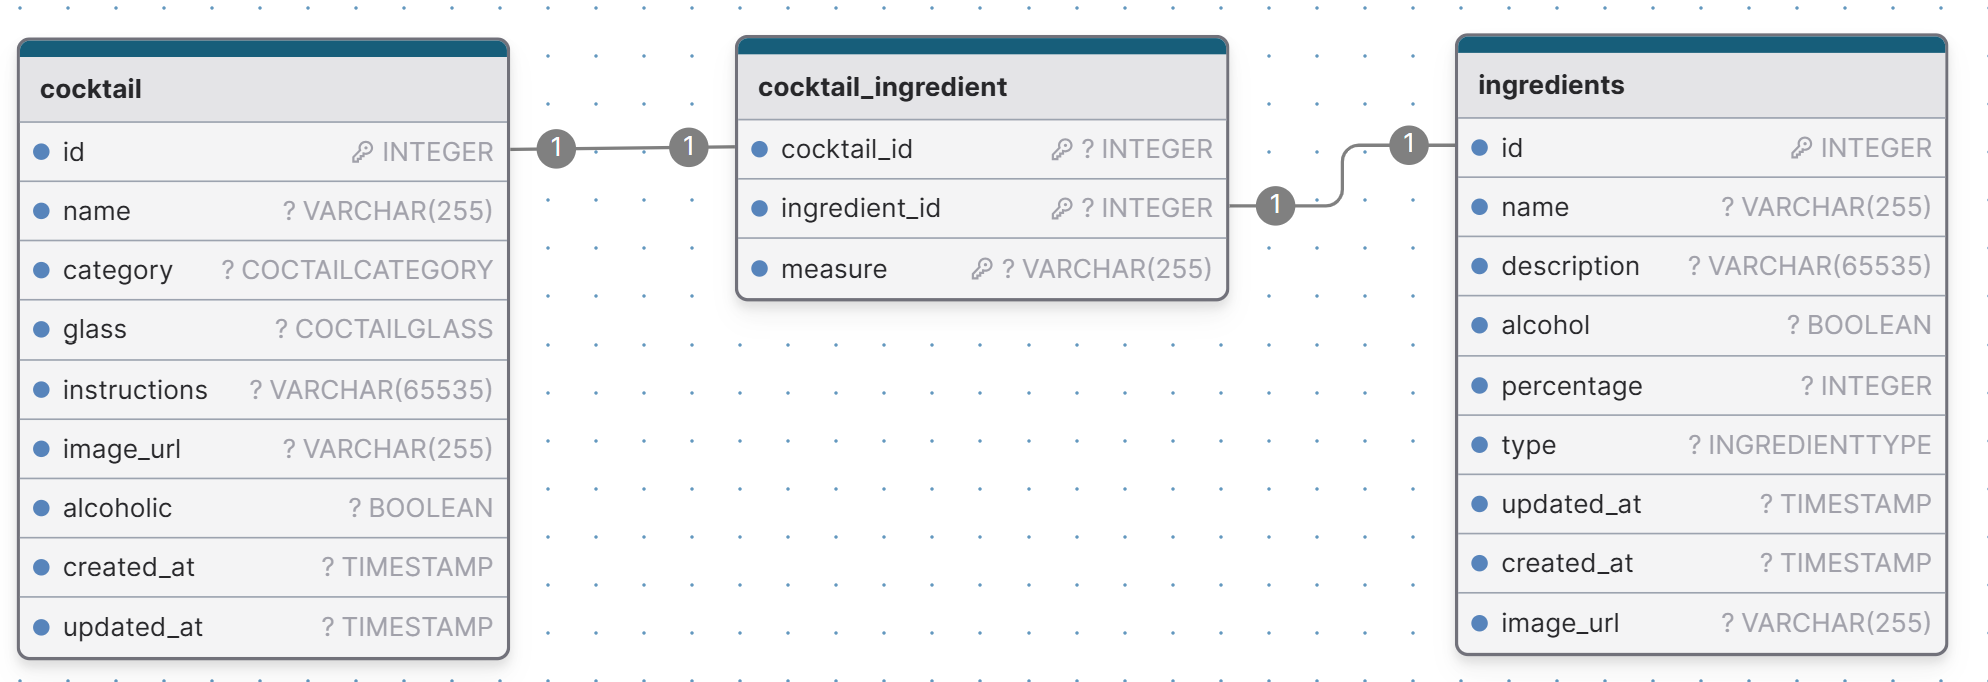 cocktail
id INTEGER
name ? VARCHAR(255)
category ? COCTAILCATEGORY
glass ? COCTAILGLASS
instructions ? VARCHAR(65535)
image_url ? VARCHAR(255)
alcoholic ? BOOLEAN
created_at ? TIMESTAMP
updated_at ? TIMESTAMP
1 1
cocktail_ingredient
cocktail_id ? INTEGER
ingredient_id ? INTEGER
measure ? VARCHAR(255)
1 1
ingredients
id INTEGER
name ? VARCHAR(255)
description ? VARCHAR(65535)
alcohol ? BOOLEAN
percentage ? INTEGER
type ? INGREDIENTTYPE
updated_at ? TIMESTAMP
created_at ? TIMESTAMP
image_url ? VARCHAR(255)